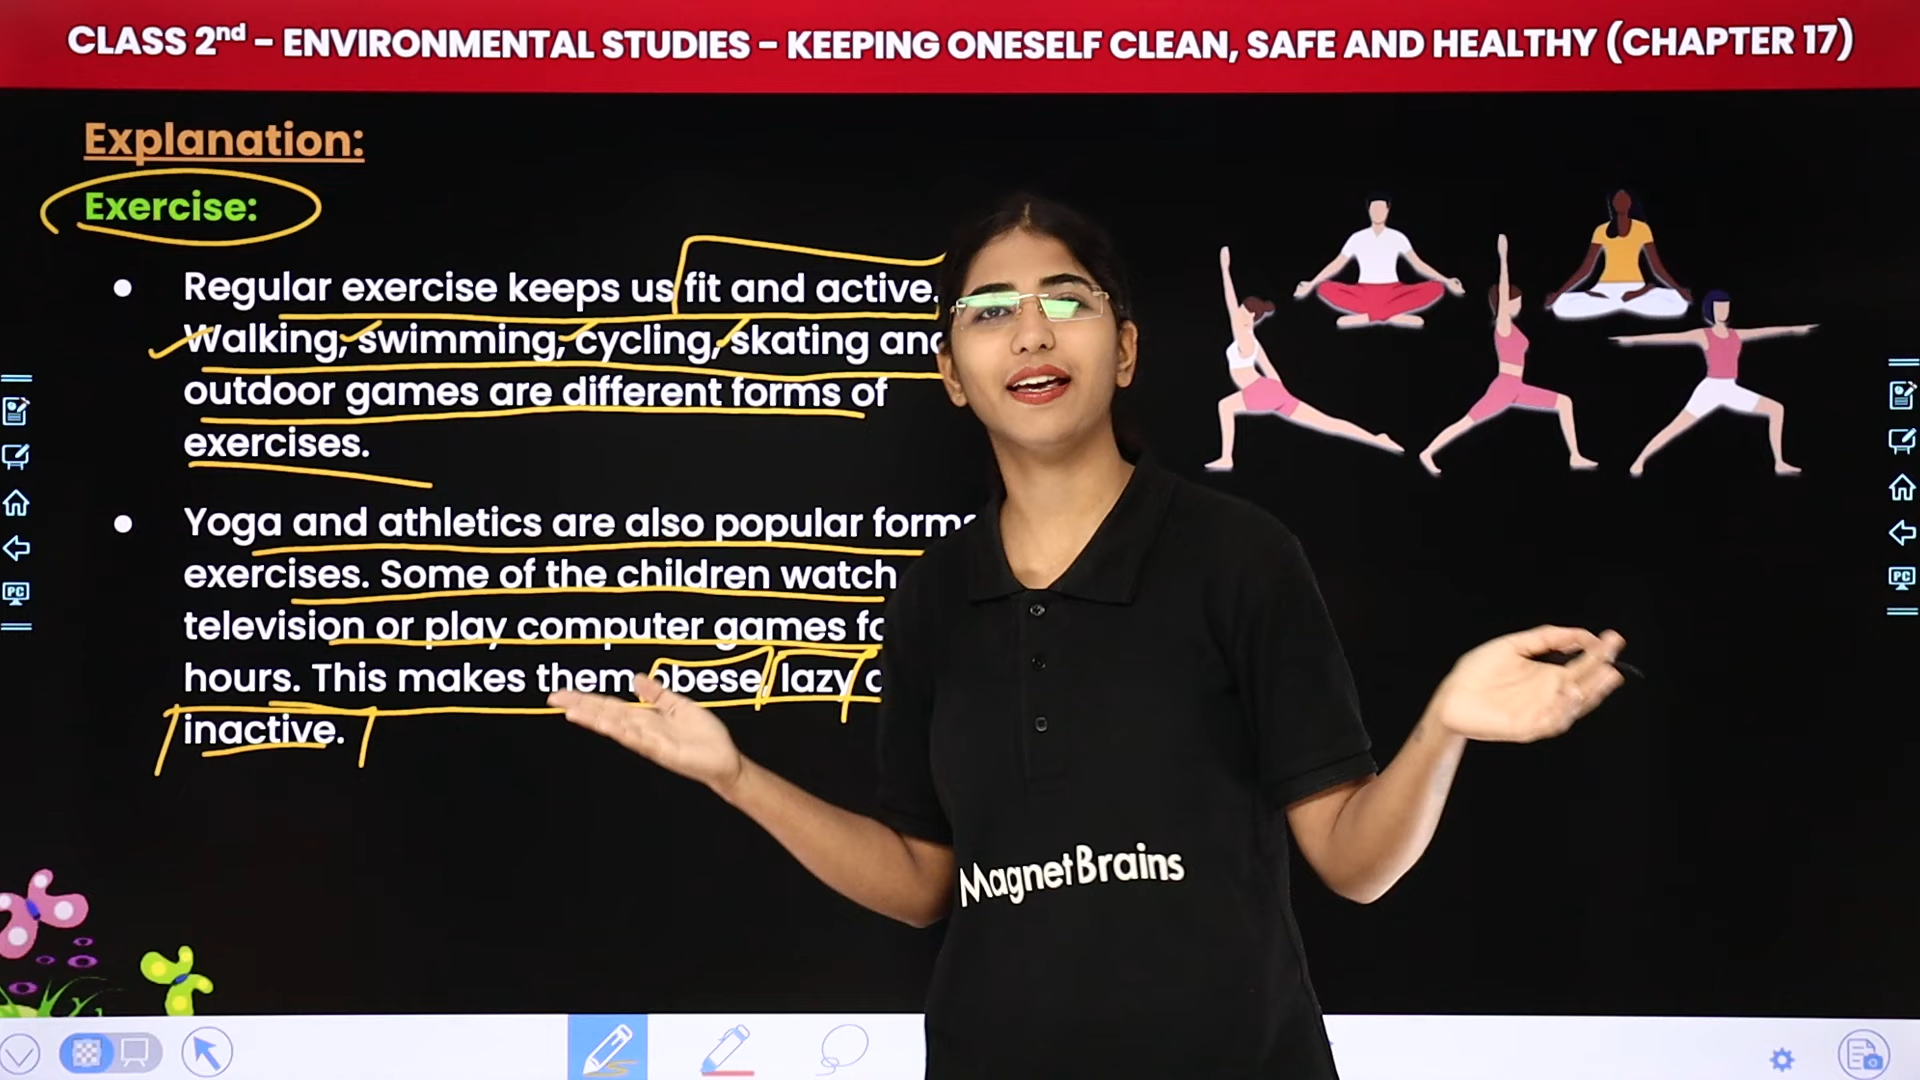 CLASS 2nd - ENVIRONMENTAL STUDIES - KEEPING ONESELF CLEAN, SAFE AND HEALTHY (CHAPTER 17)
Explanation:
Exercise:
• Regular exercise keeps us fit and active.
Walking, swimming, cycling, skating and
outdoor games are different forms of
exercises.
• Yoga and athletics are also popular forms
exercises. Some of the children watch
television or play computer games
hours. This makes them obese, lazy
inactive.
MagnetBrains
PC
PC